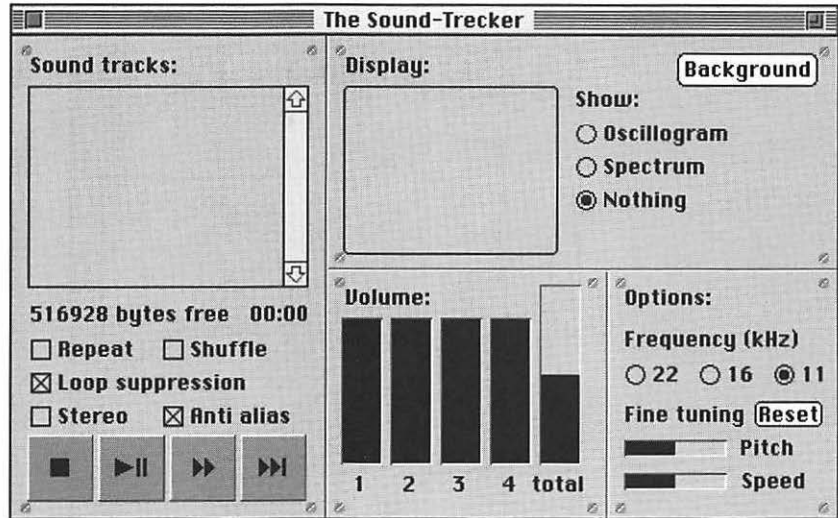 The Sound-Trecker
Sound tracks:
516928 bytes free 00:00
Repeat Shuffle
Loop suppression
Stereo Anti alias
Display:
Background
Show:
Oscillogram
Spectrum
Nothing
Volume:
1 2 3 4 total
Options:
Frequency (kHz)
22 16 11
Fine tuning Reset
Pitch
Speed